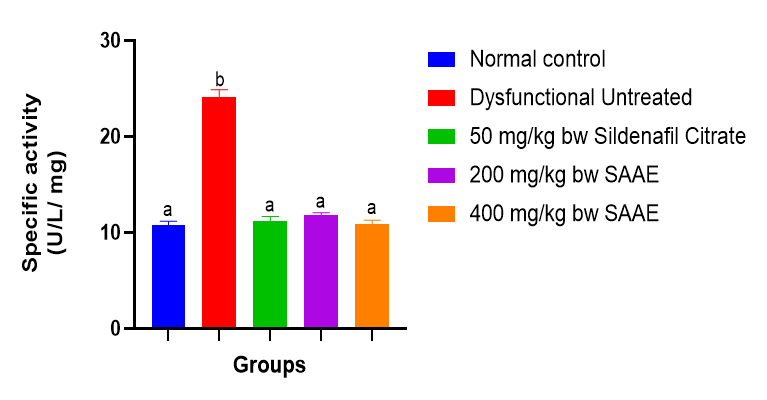 30
20
10
0
Specific activity
(U/L/ mg)
a
b
a
a
a
Groups
Normal control
Dysfunctional Untreated
50 mg/kg bw Sildenafil Citrate
200 mg/kg bw SAAE
400 mg/kg bw SAAE